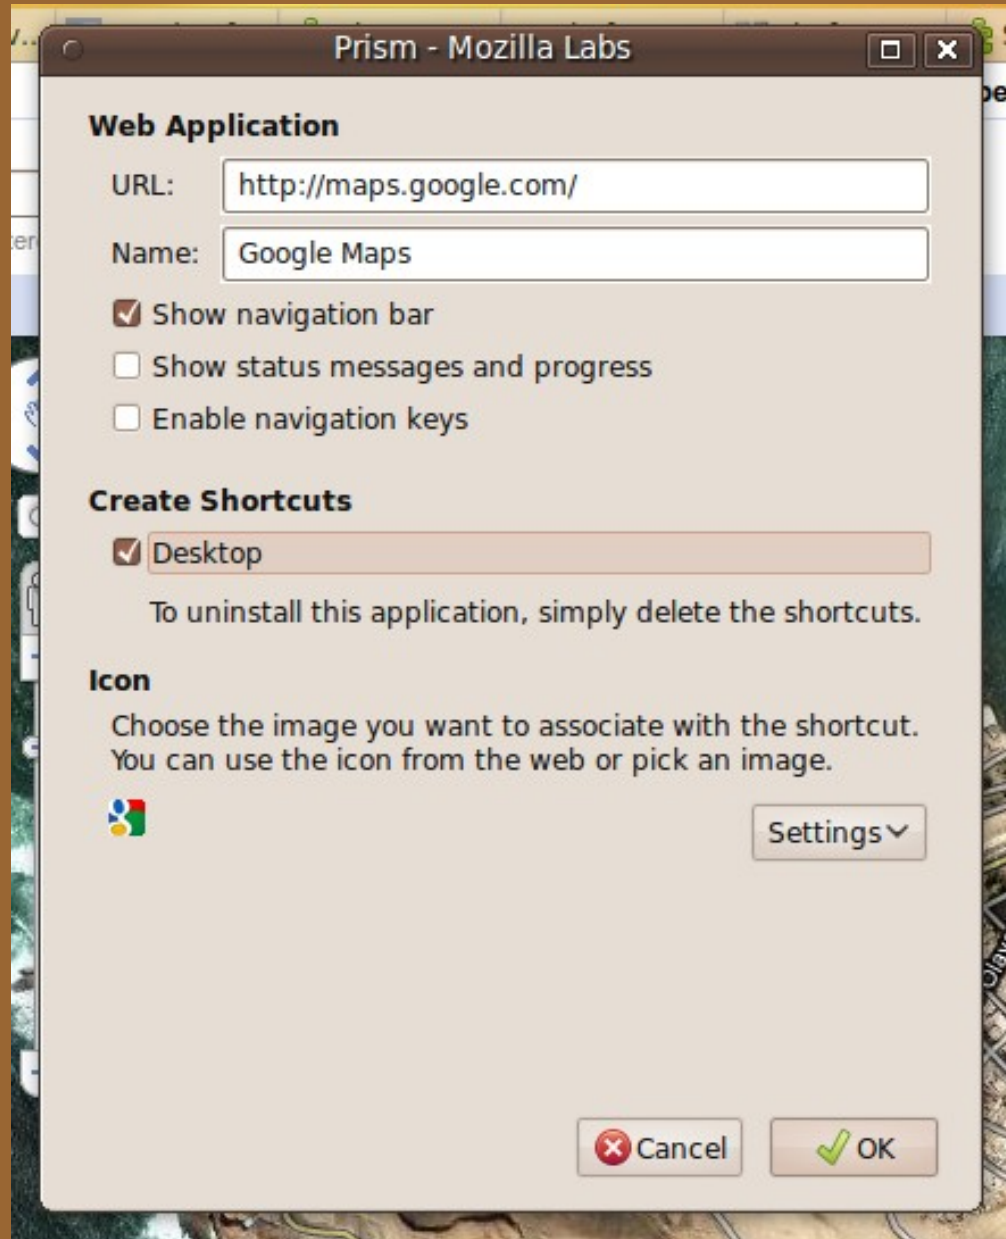 Prism - Mozilla Labs
Web Application
URL: http://maps.google.com/
Name: Google Maps
Show navigation bar
Show status messages and progress
Enable navigation keys
Create Shortcuts
Desktop
To uninstall this application, simply delete the shortcuts.
Icon
Choose the image you want to associate with the shortcut.
You can use the icon from the web or pick an image.
Settings
Cancel OK